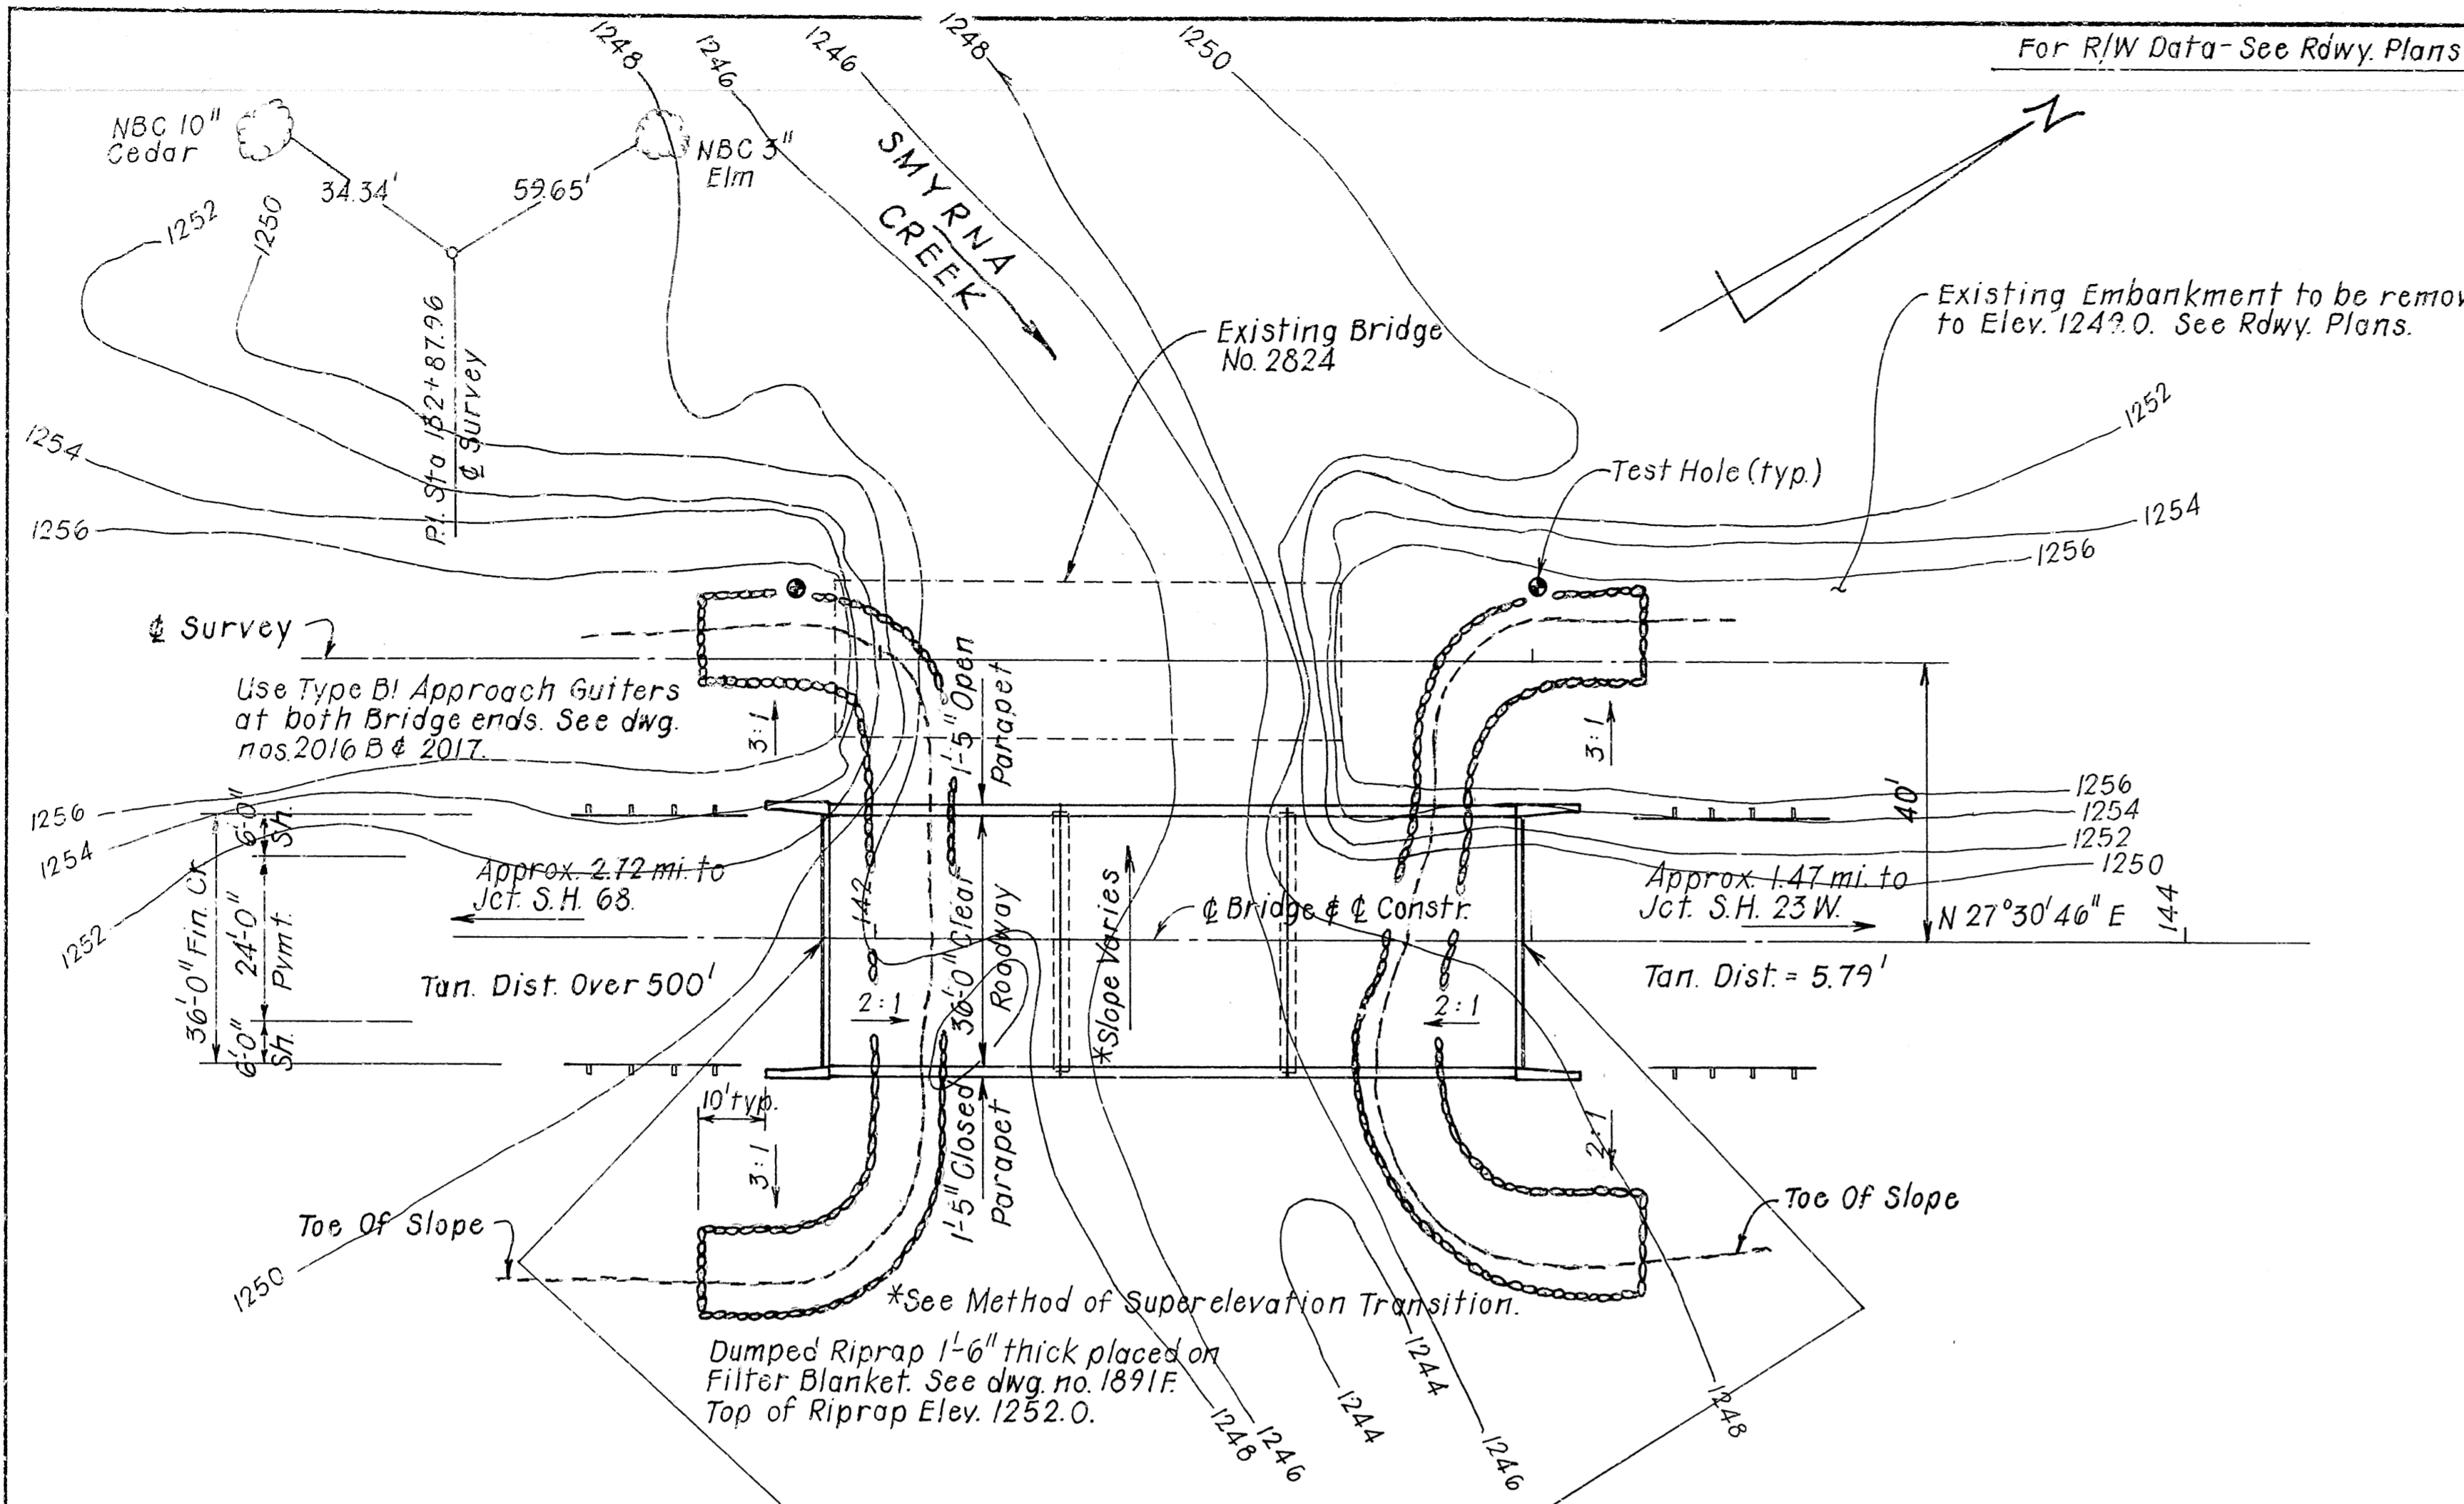 For R/W Data - See Rdwy. Plans
1248
1246
1246
1248
1250
NBC 10"
Cedar
NBC 3"
Elm
34.34'
59.65'
SMYRNA
CREEK
1252
1250
P.I. Sta 132+87.96
℄ Survey
Existing Bridge
No. 2824
Existing Embankment to be remov
to Elev. 1249.0. See Rdwy. Plans.
1254
1256
1252
Test Hole (typ.)
1254
1256
℄ Survey
Use Type B1 Approach Gutters
at both Bridge ends. See dwg.
nos. 2016 B & 2017.
3:1
1'-5" Open
Parapet
3:1
40'
1256
1254
1252
1256
1254
1252
1250
36'-0" Fin. Cr.
6'-0"
Sh.
24'-0"
Pvmt.
6'-0"
Sh.
Approx. 2.72 mi. to
Jct. S.H. 68.
142
36'-0" Clear
Roadway
*Slope Varies
℄ Bridge & ℄ Constr.
Approx. 1.47 mi. to
Jct. S.H. 23 W.
N 27°30'46" E
144
Tan. Dist. Over 500'
2:1
2:1
Tan. Dist. = 5.79'
10' typ.
3:1
1'-5" Closed
Parapet
2:1
Toe Of Slope
Toe Of Slope
1250
*See Method of Superelevation Transition.
Dumped Riprap 1'-6" thick placed on
Filter Blanket. See dwg. no. 1891F.
Top of Riprap Elev. 1252.0.
1248
1246
1244
1244
1246
1248